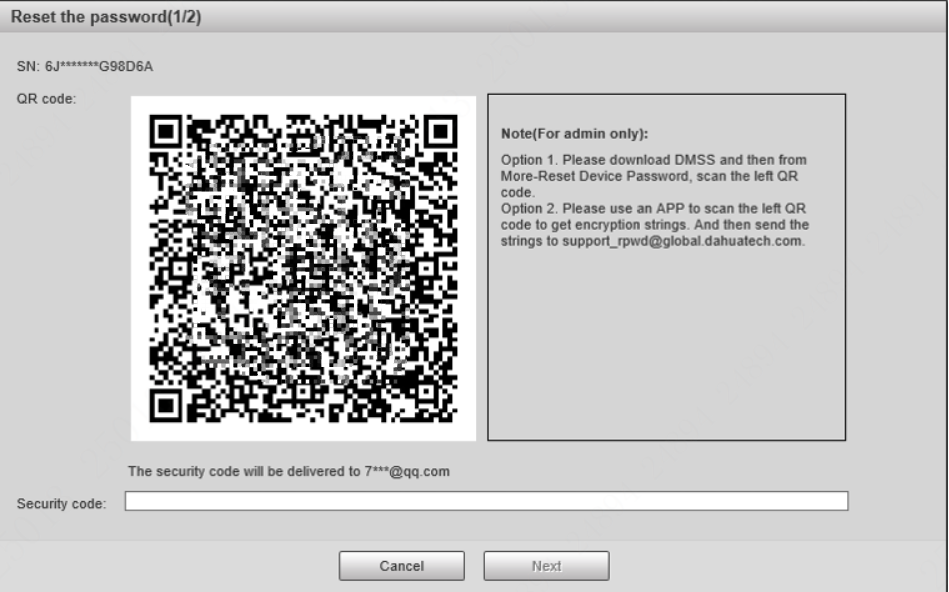 Reset the password(1/2)
SN: 6J*******G98D6A
QR code:
Note(For admin only):
Option 1. Please download DMSS and then from
More-Reset Device Password, scan the left QR
code.
Option 2. Please use an APP to scan the left QR
code to get encryption strings. And then send the
strings to support_rpwd@global.dahuatech.com.
The security code will be delivered to 7***@qq.com
Security code:
Cancel
Next